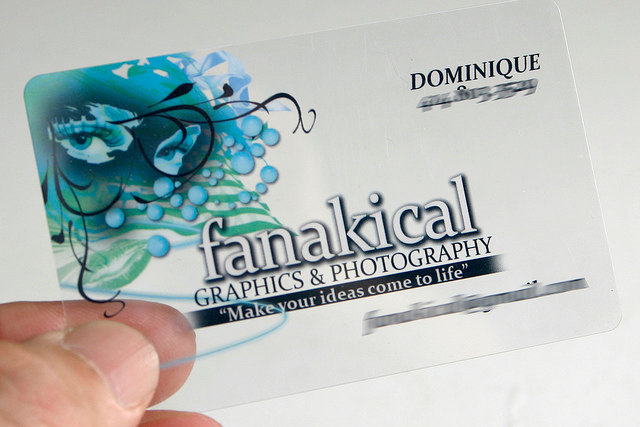 DOMINIQUE
fanakical
GRAPHICS & PHOTOGRAPHY
"Make your ideas come to life"